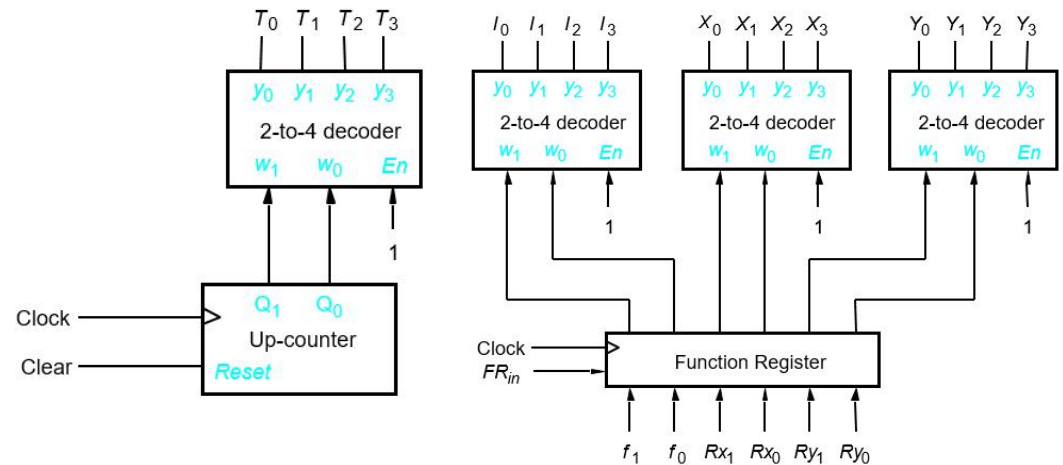 T0 T1 T2 T3
y0 y1 y2 y3
2-to-4 decoder
w1 w0 En
1
Q1 Q0
Clock
Up-counter
Clear
Reset
I0 I1 I2 I3
y0 y1 y2 y3
2-to-4 decoder
w1 w0 En
1
X0 X1 X2 X3
y0 y1 y2 y3
2-to-4 decoder
w1 w0 En
1
Y0 Y1 Y2 Y3
y0 y1 y2 y3
2-to-4 decoder
w1 w0 En
1
Clock
FRin
Function Register
f1 f0 Rx1 Rx0 Ry1 Ry0